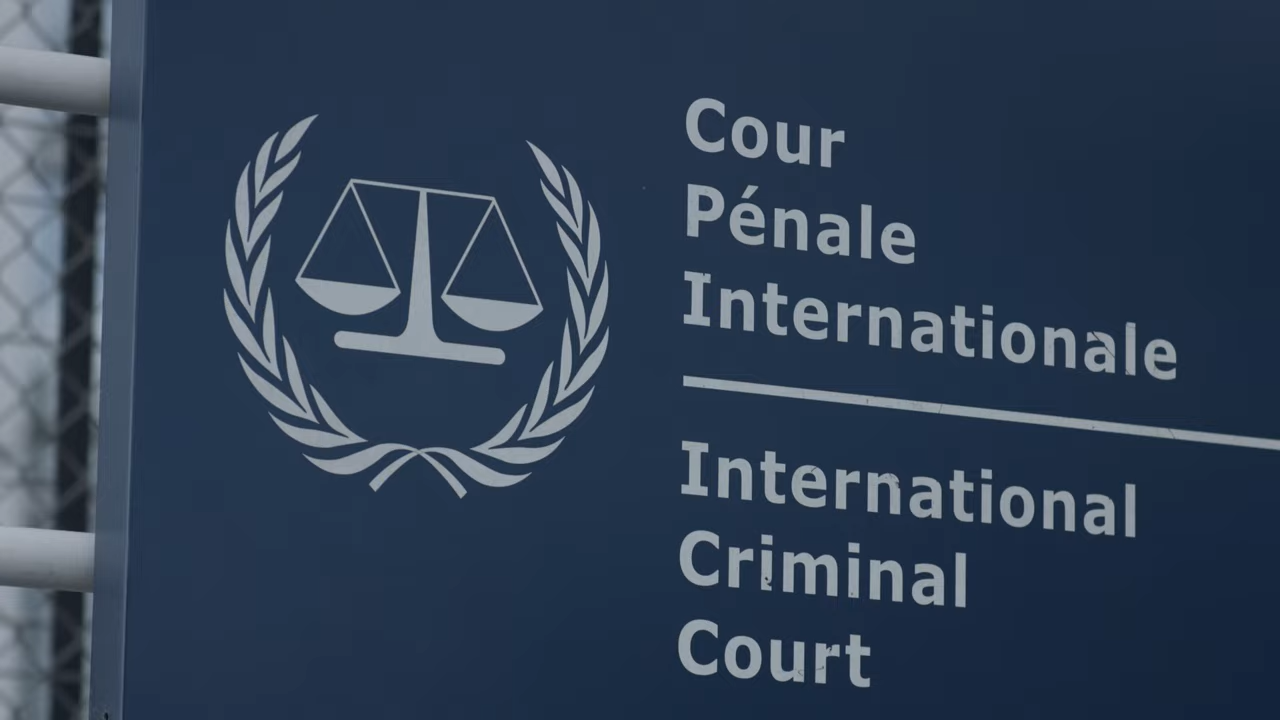 Cour
Pénale
Internationale
International
Criminal
Court